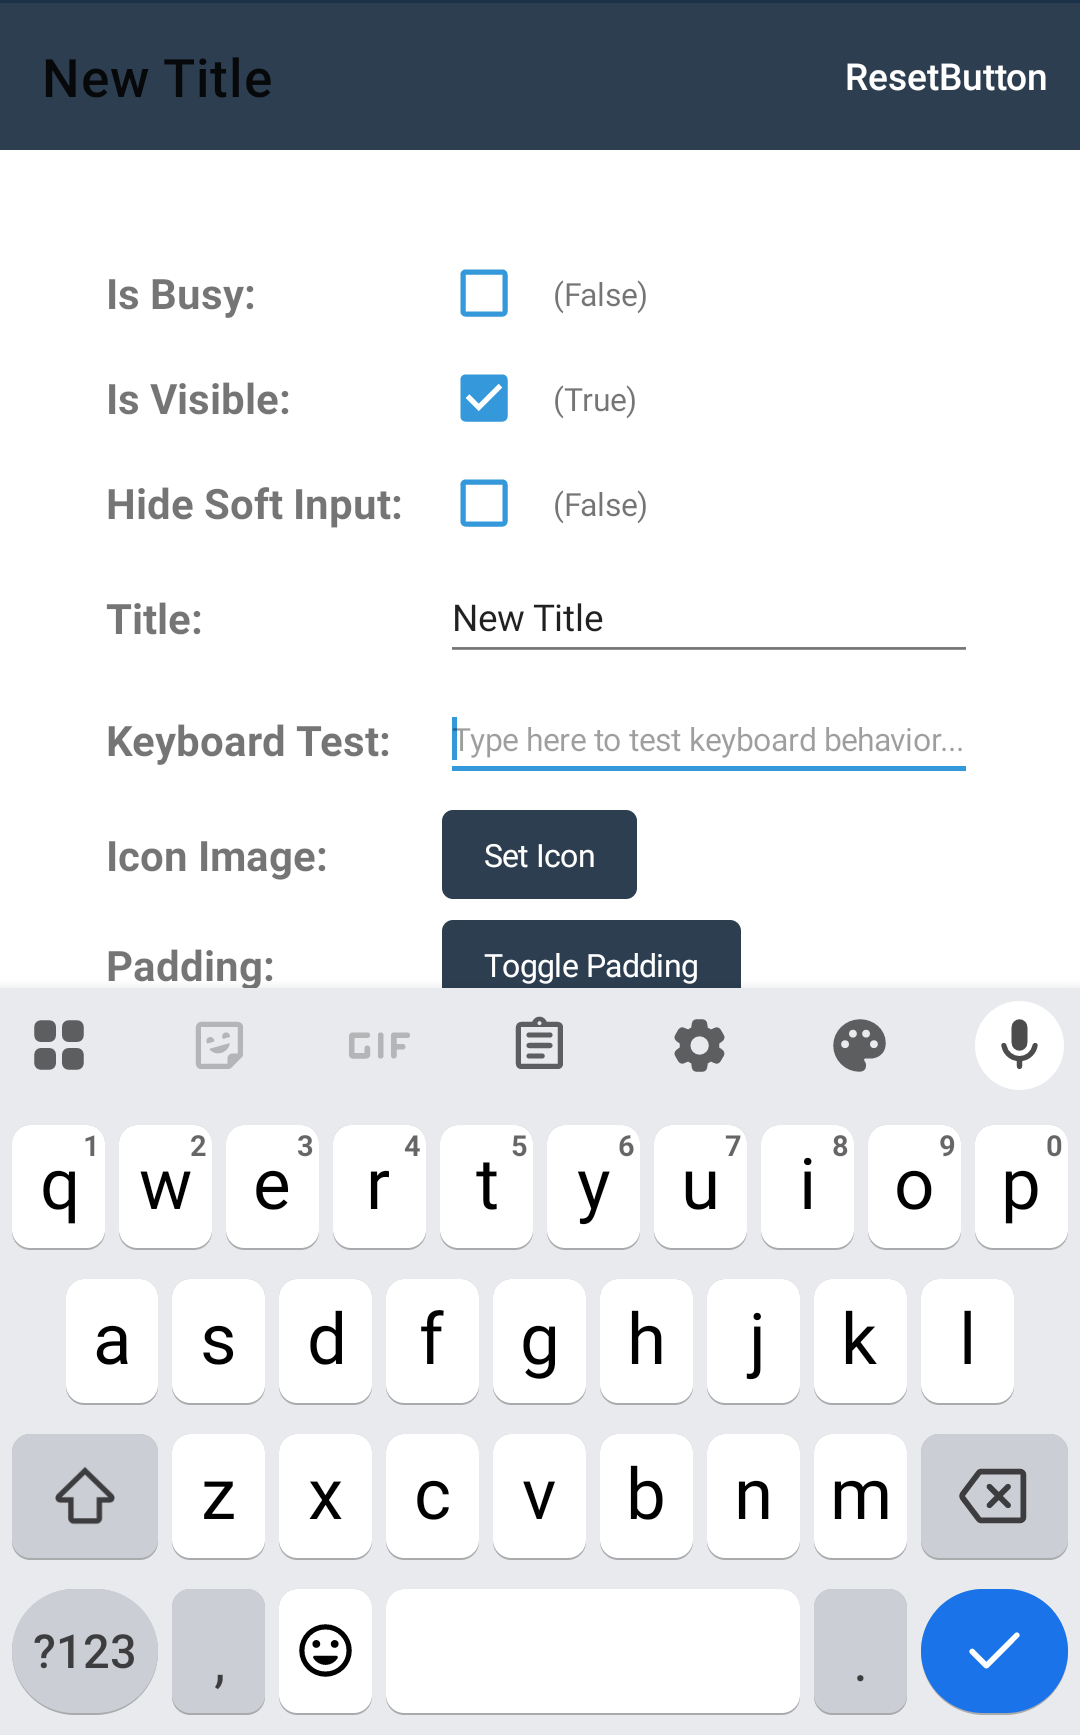 New Title
ResetButton
Is Busy: (False)
Is Visible: (True)
Hide Soft Input: (False)
Title: New Title
Keyboard Test: Type here to test keyboard behavior...
Icon Image: Set Icon
Padding: Toggle Padding
GIF
q 1 w 2 e 3 r 4 t 5 y 6 u 7 i 8 o 9 p 0
a s d f g h j k l
z x c v b n m
?123 , .